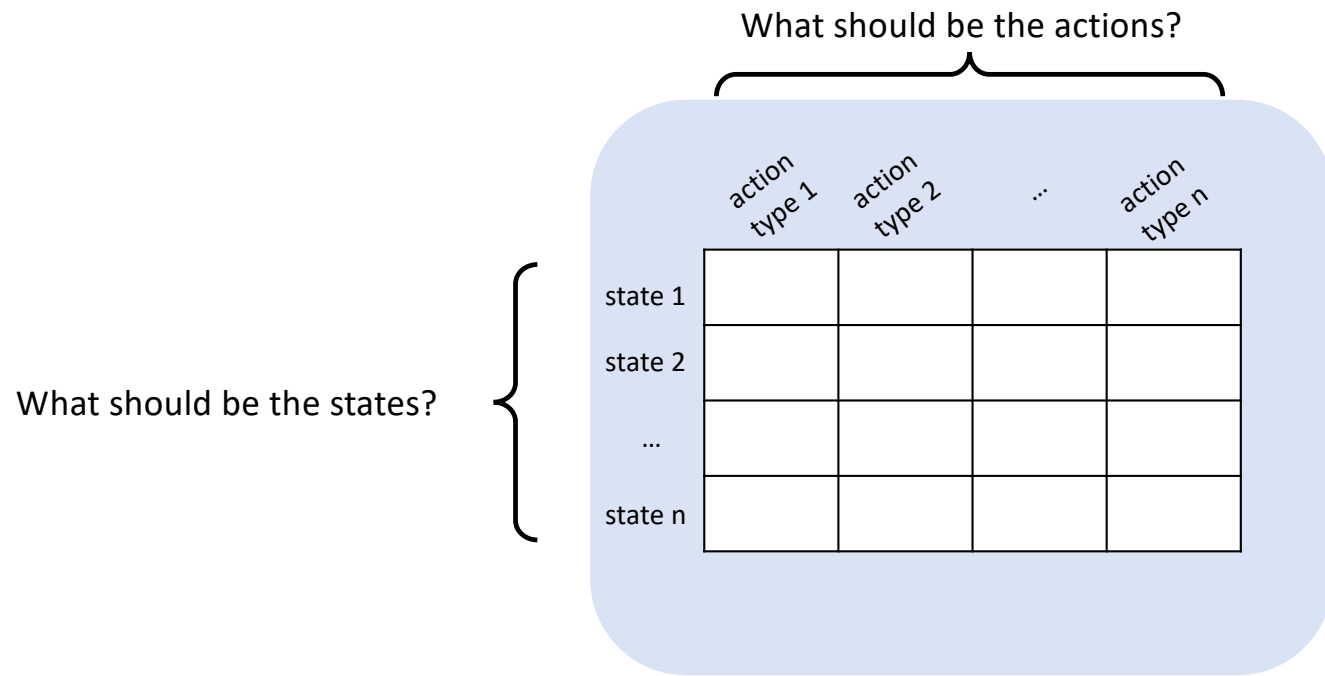 What should be the actions?
action
type 1
action
type 2
...
action
type n
state 1
state 2
What should be the states?
...
state n